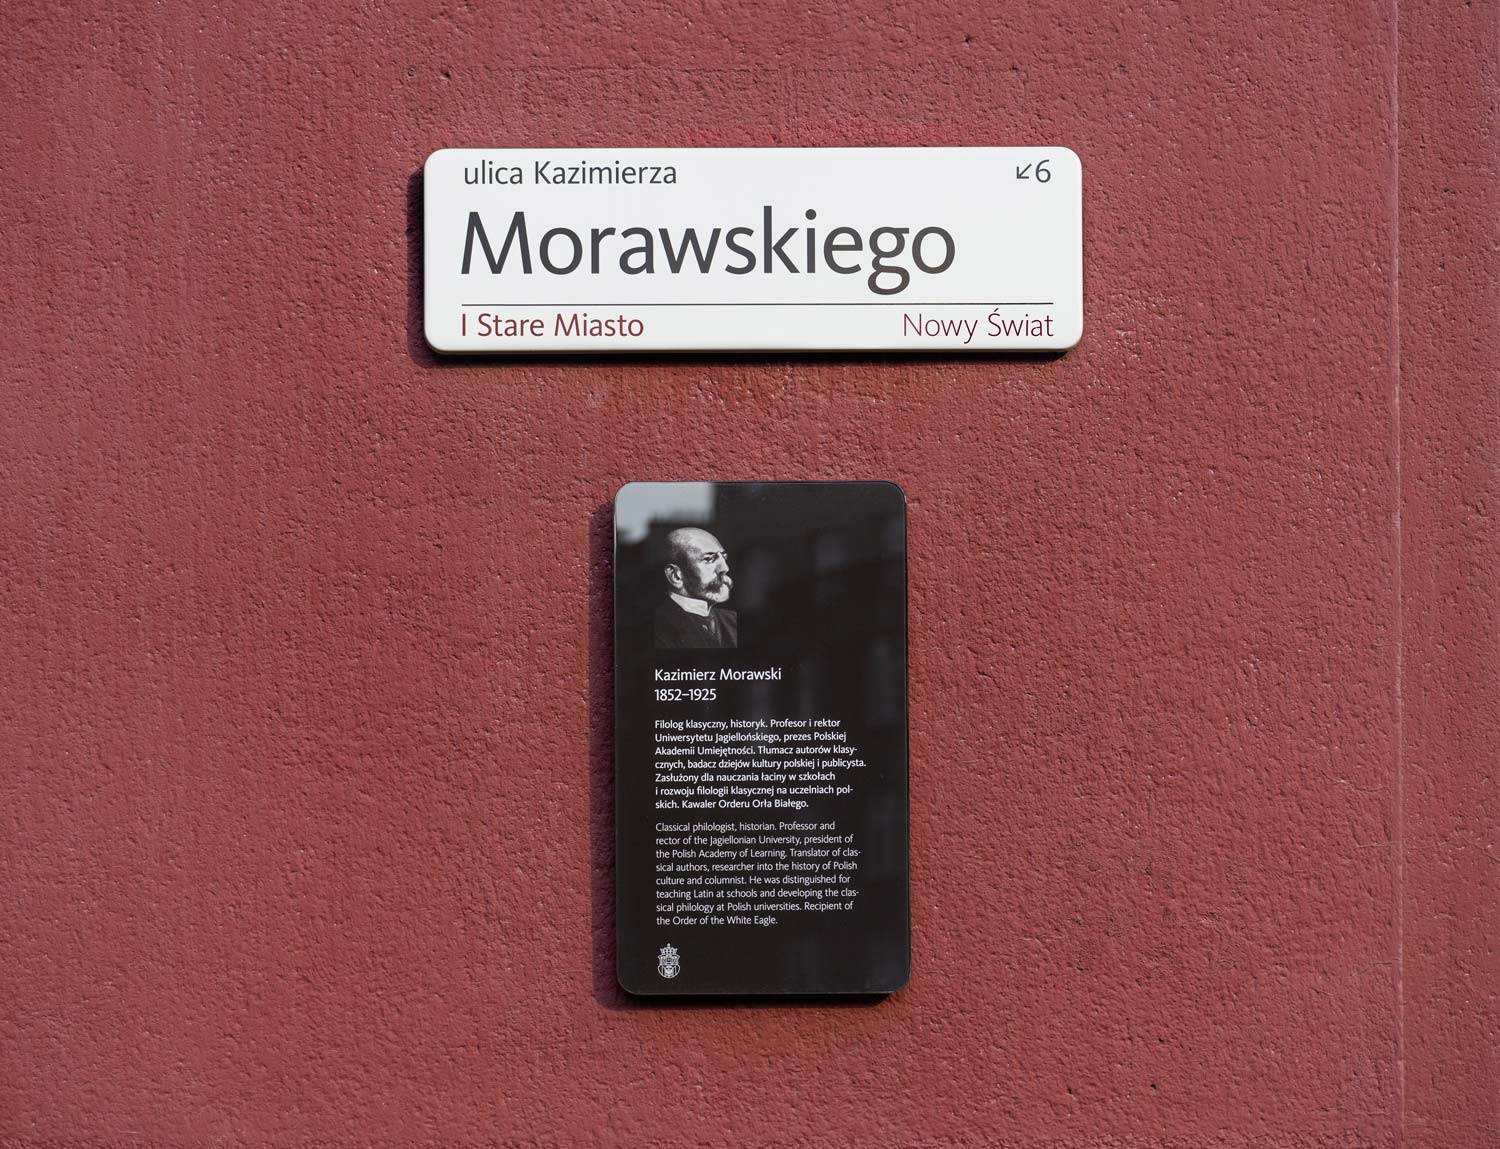 ulica Kazimierza
↙6
Morawskiego
I Stare Miasto
Nowy Świat
Kazimierz Morawski
1852–1925
Filolog klasyczny, historyk. Profesor i rektor
Uniwersytetu Jagiellońskiego, prezes Polskiej
Akademii Umiejętności. Tłumacz autorów klasy-
cznych, badacz dziejów kultury polskiej i publicysta.
Zasłużony dla nauczania łaciny w szkołach
i rozwoju filologii klasycznej na uczelniach pol-
skich. Kawaler Orderu Orła Białego.
Classical philologist, historian. Professor and
rector of the Jagiellonian University, president of
the Polish Academy of Learning. Translator of clas-
sical authors, researcher into the history of Polish
culture and columnist. He was distinguished for
teaching Latin at schools and developing the clas-
sical philology at Polish universities. Recipient of
the Order of the White Eagle.